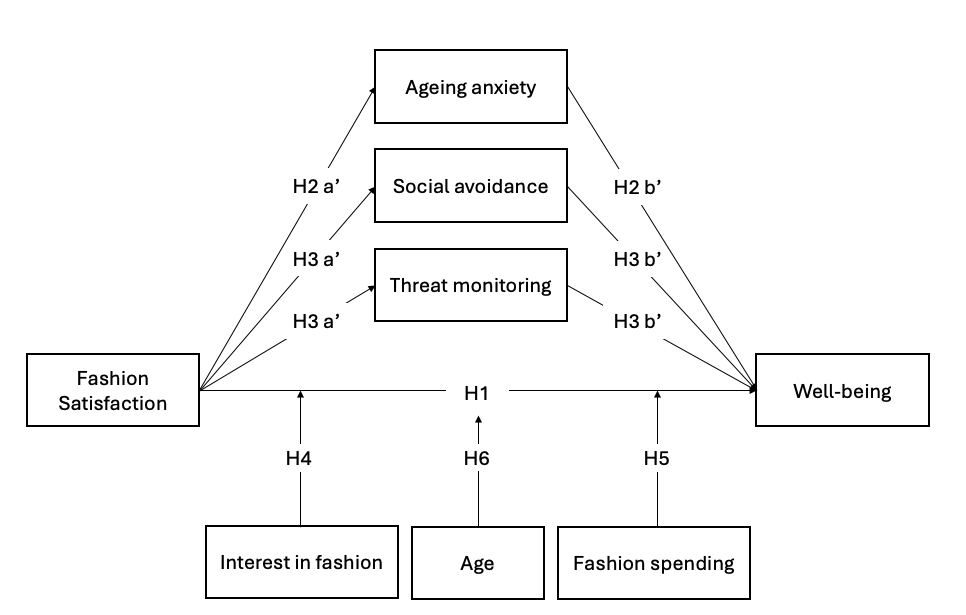 Ageing anxiety
H2 a’
Social avoidance
H2 b’
H3 a’
H3 b’
Threat monitoring
H3 a’
H3 b’
Fashion
Satisfaction
H1
Well-being
H4
H6
H5
Interest in fashion
Age
Fashion spending